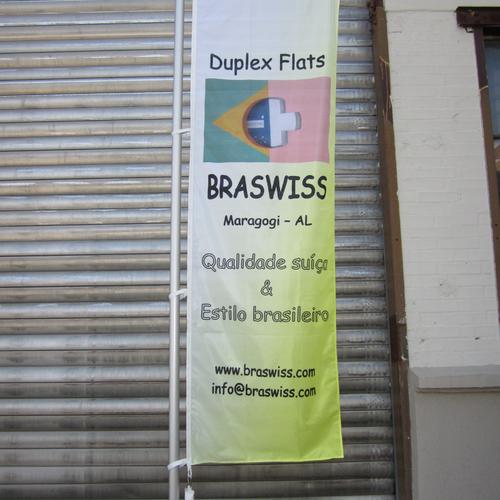 Duplex Flats
BRASWISS
Maragogi - AL
Qualidade suíça
&
Estilo brasileiro
www.braswiss.com
info@braswiss.com